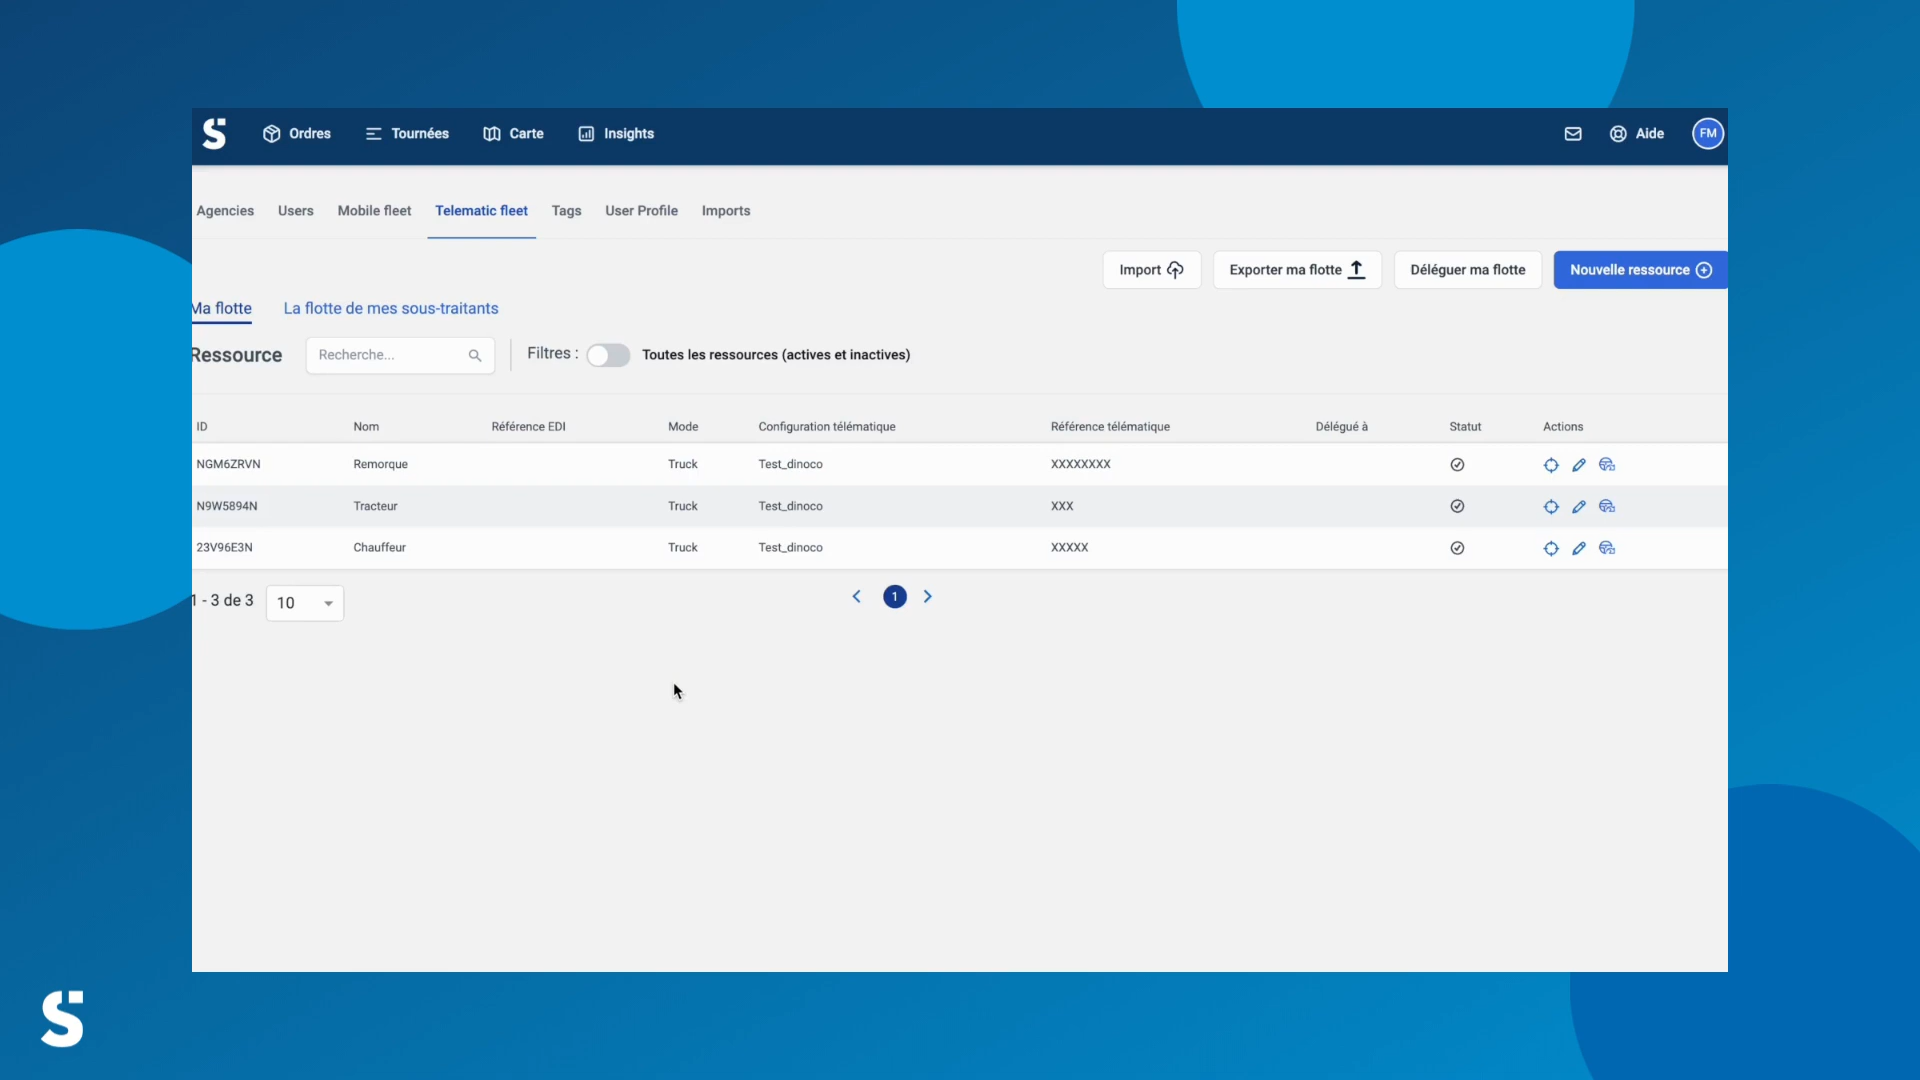 Ordres Tournées Carte Insights Aide FM
Agencies Users Mobile fleet Telematic fleet Tags User Profile Imports
Import Exporter ma flotte Déléguer ma flotte Nouvelle ressource
Ma flotte La flotte de mes sous-traitants
Ressource Recherche... Filtres : Toutes les ressources (actives et inactives)
ID Nom Référence EDI Mode Configuration télématique Référence télématique Délégué à Statut Actions
NGM6ZRVN Remorque Truck Test_dinoco XXXXXXXX
N9W5894N Tracteur Truck Test_dinoco XXX
23V96E3N Chauffeur Truck Test_dinoco XXXXX
1 - 3 de 3 10 1